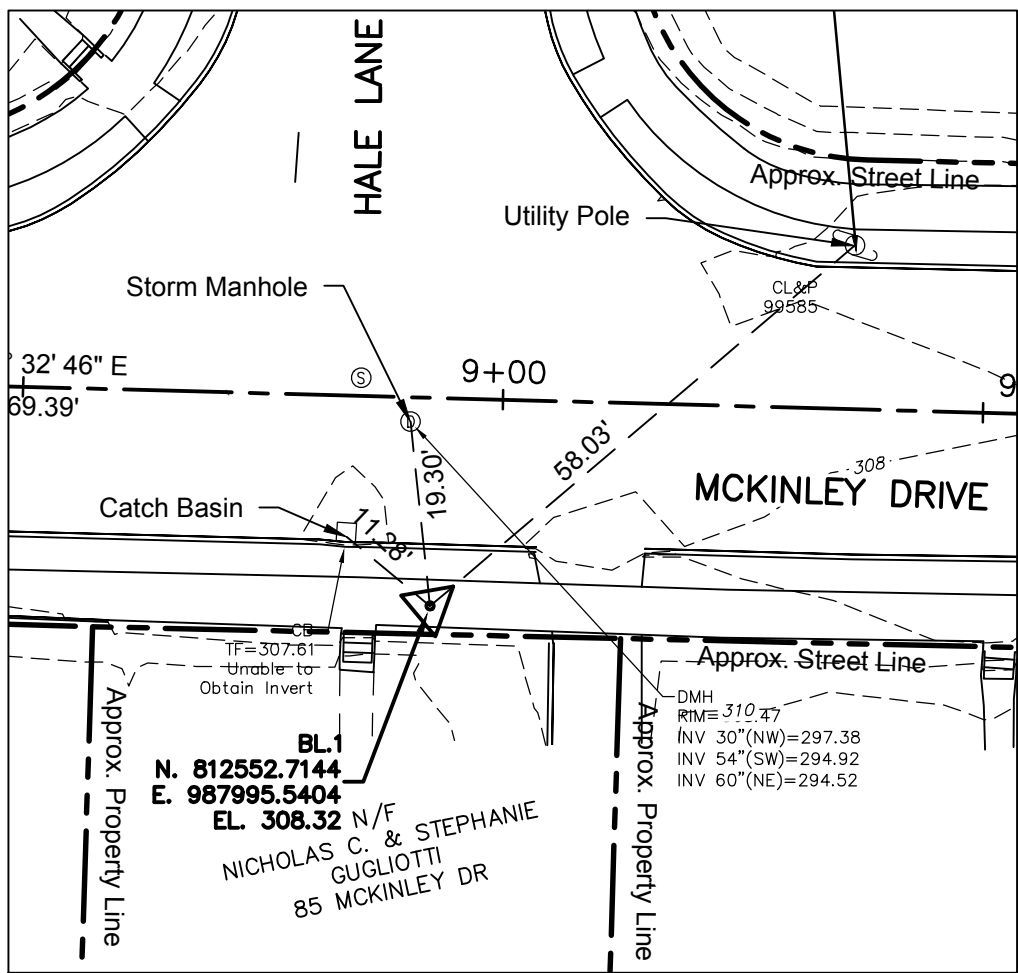 HALE LANE
Approx. Street Line
Utility Pole
Storm Manhole
CL&P
99585
32' 46" E
69.39'
S
9+00
9
D
58.03'
19.30'
308
MCKINLEY DRIVE
Catch Basin
11.28'
CB
TF=307.61
Unable to
Obtain Invert
Approx. Street Line
DMH
RIM= .47
310
INV 30"(NW)=297.38
INV 54"(SW)=294.92
INV 60"(NE)=294.52
BL.1
N. 812552.7144
E. 987995.5404
EL. 308.32
N/F
NICHOLAS C. & STEPHANIE
GUGLIOTTI
85 MCKINLEY DR
Approx. Property Line
Approx. Property Line